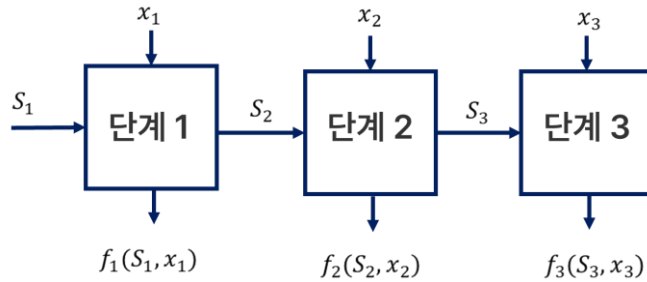 x₁ x₂ x₃
S₁ 단계 1 S₂ 단계 2 S₃ 단계 3
f₁(S₁, x₁) f₂(S₂, x₂) f₃(S₃, x₃)